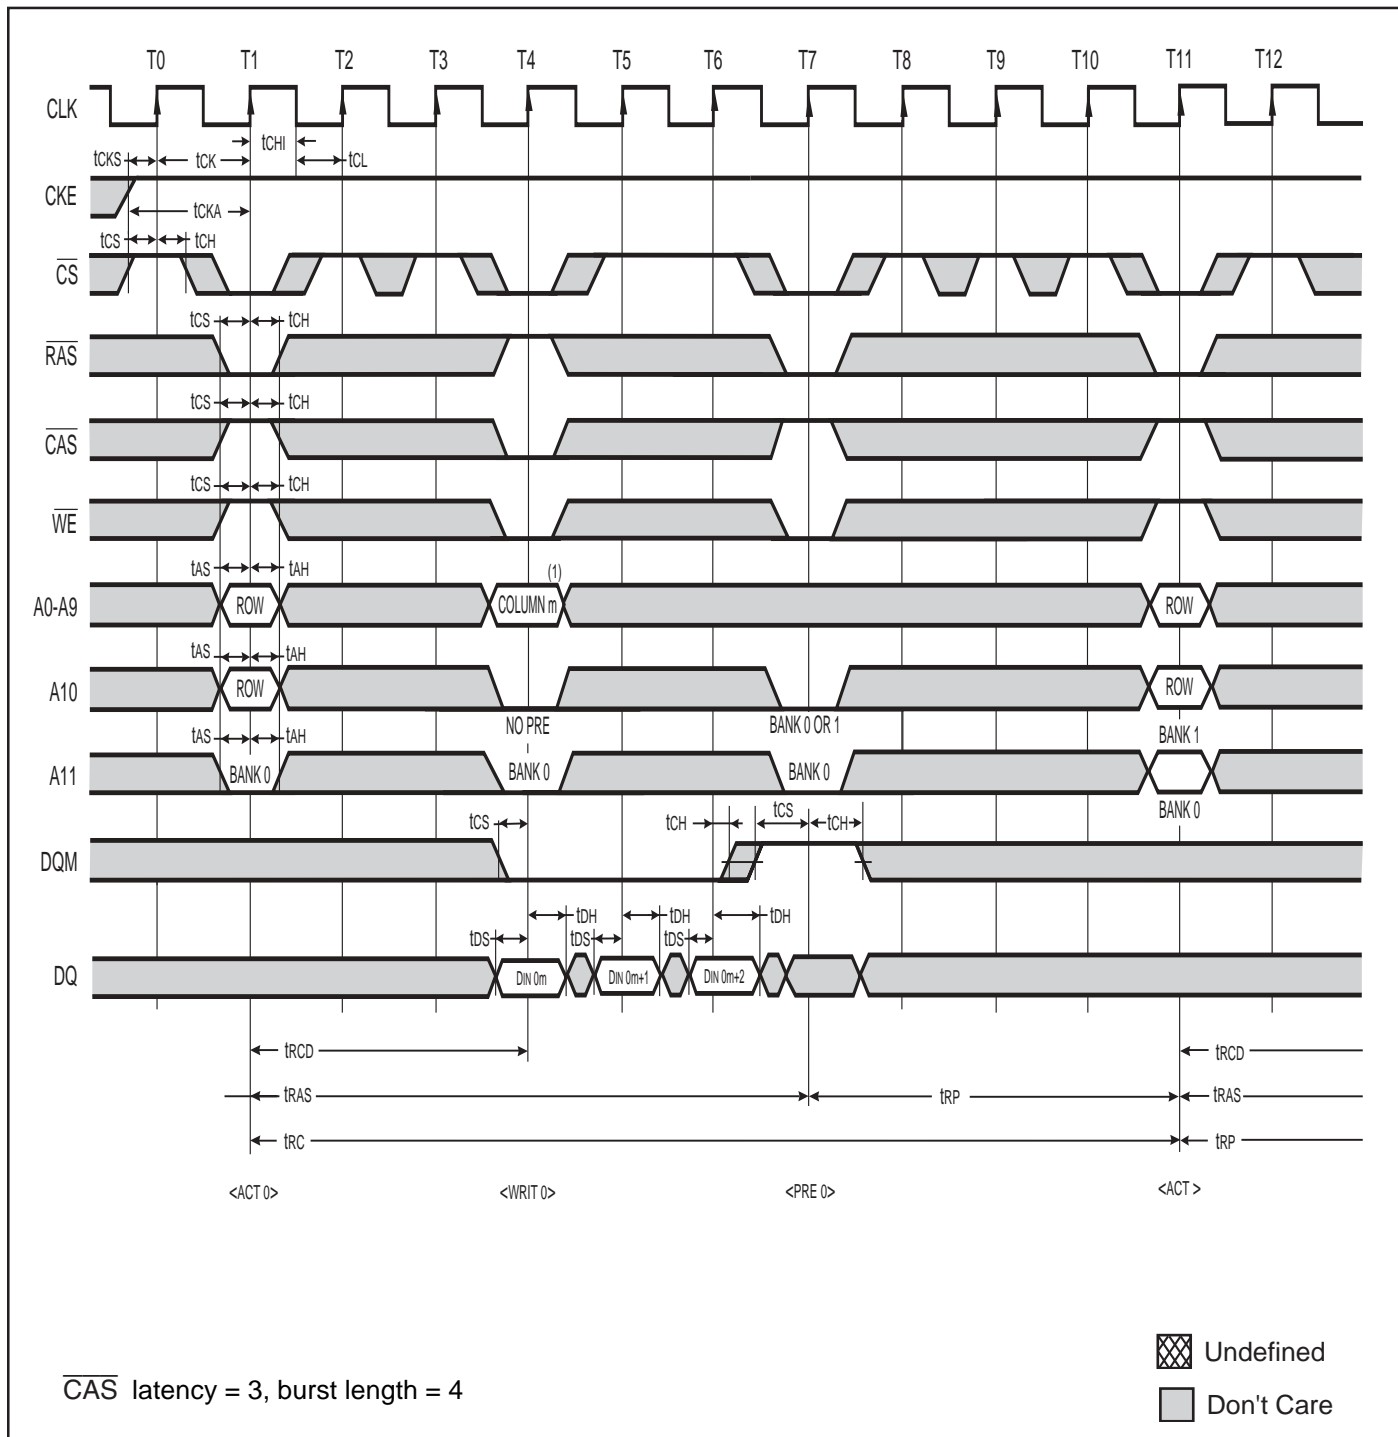 T0 T1 T2 T3 T4 T5 T6 T7 T8 T9 T10 T11 T12
CLK
tCHI
tCKS tCK tCL
CKE
tCKA
tCS tCH
CS
tCS tCH
RAS
tCS tCH
CAS
tCS tCH
WE
tAS tAH (1)
A0-A9 ROW COLUMN m ROW
tAS tAH
A10 ROW ROW
NO PRE BANK 0 OR 1 BANK 1
tAS tAH
A11 BANK 0 BANK 0 BANK 0
BANK 0
tCS tCH tCS tCH
DQM
tDH tDH tDH
tDS tDS tDS
DQ DIN 0m DIN 0m+1 DIN 0m+2
tRCD tRCD
tRAS tRP tRAS
tRC tRP
<ACT 0> <WRIT 0> <PRE 0> <ACT >
Undefined
CAS latency = 3, burst length = 4
Don't Care